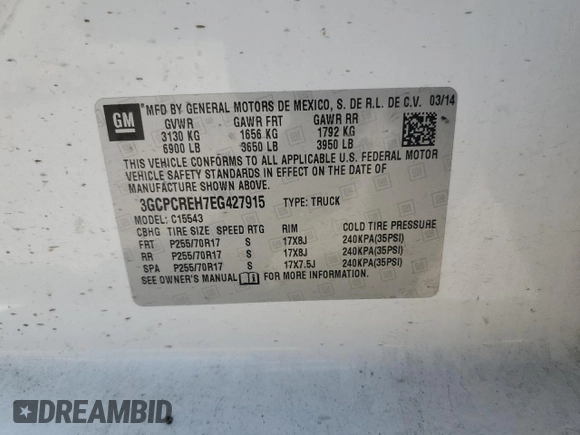 GM
MFD BY GENERAL MOTORS DE MEXICO, S. DE R.L. DE C.V. 03/14
GVWR GAWR FRT GAWR RR
3130 KG 1656 KG 1792 KG
6900 LB 3650 LB 3950 LB
THIS VEHICLE CONFORMS TO ALL APPLICABLE U.S. FEDERAL MOTOR
VEHICLE SAFETY STANDARDS IN EFFECT ON THE DATE OF
MANUFACTURE SHOWN ABOVE.
3GCPCREH7EG427915 TYPE: TRUCK
MODEL: C15543
CBHG TIRE SIZE SPEED RTG RIM COLD TIRE PRESSURE
FRT P255/70R17 S 17X8J 240KPA(35PSI)
RR P255/70R17 S 17X8J 240KPA(35PSI)
SPA P255/70R17 S 17X7.5J 240KPA(35PSI)
SEE OWNER'S MANUAL FOR MORE INFORMATION.
DREAMBID